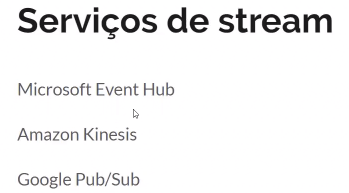 Serviços de stream
Microsoft Event Hub
Amazon Kinesis
Google Pub/Sub